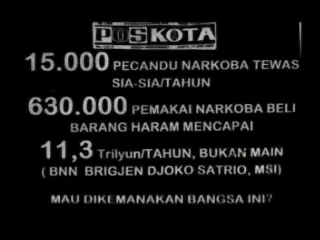 POSKOTA
15.000 PECANDU NARKOBA TEWAS
SIA-SIA/TAHUN
630.000 PEMAKAI NARKOBA BELI
BARANG HARAM MENCAPAI
11,3 Trilyun/TAHUN, BUKAN MAIN
( BNN BRIGJEN DJOKO SATRIO, MSI)
MAU DIKEMANAKAN BANGSA INI?